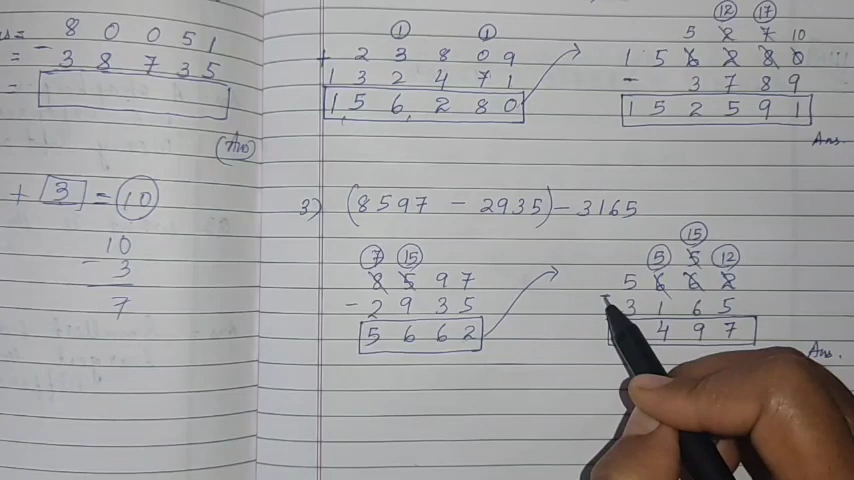 8 0 0 5 1
= - 3 8 7 3 5
=
(Ans)
+ 3 = 10
10
- 3
7
1 1
+ 2 3 8 0 9
1 3 2 4 7 1
1,5 6, 2 8 0
12 17
5 2 7 10
1 5 6 2 8 0
- 3 7 8 9
1 5 2 5 9 1
Ans.
3) (8597 - 2935) - 3165
7 15
8 5 9 7
- 2 9 3 5
5 6 6 2
15
5 5 12
5 6 6 2
3 1 6 5
4 9 7
Ans.